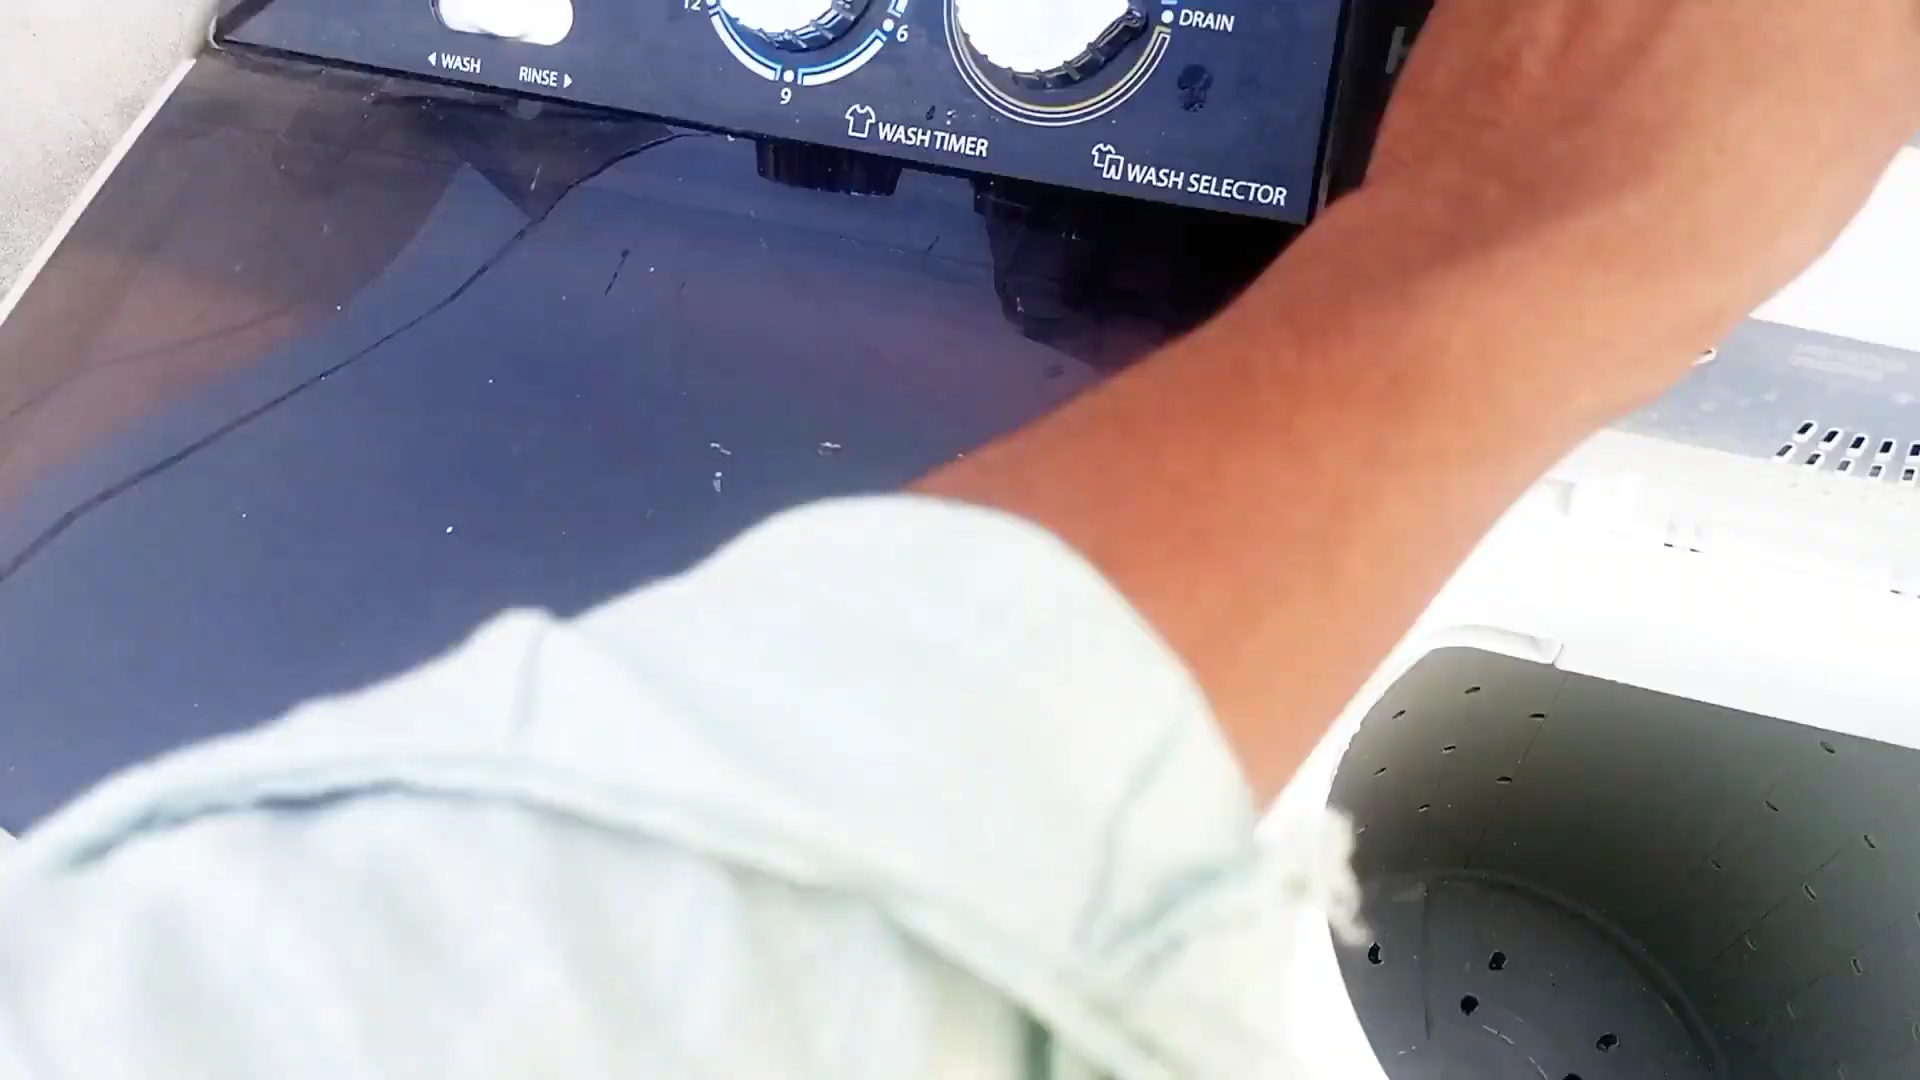 12
6
9
DRAIN
◀ WASH
RINSE ▶
WASH TIMER
WASH SELECTOR